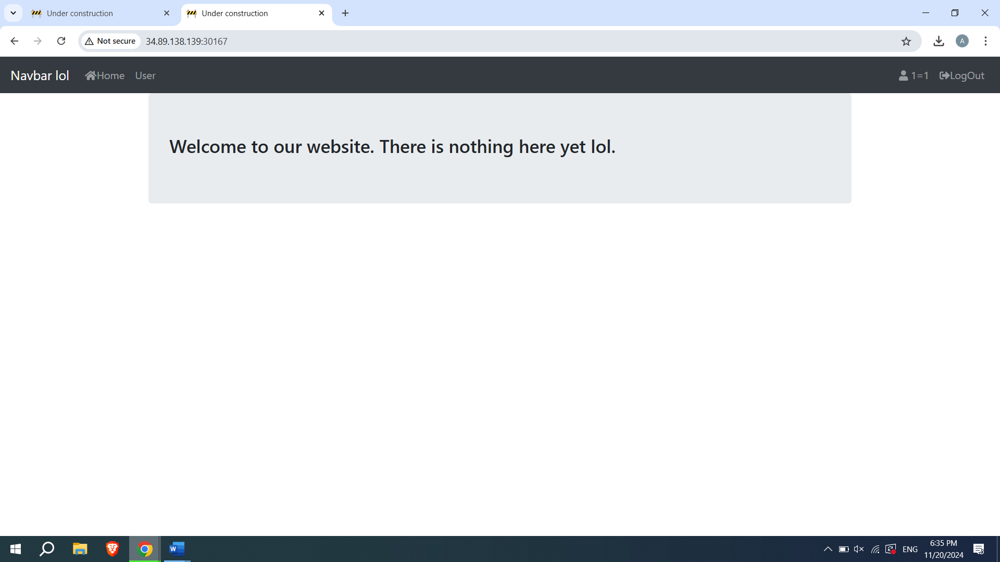 Under construction
Under construction
Not secure
34.89.138.139:30167
A
Navbar lol
Home
User
1=1
LogOut
Welcome to our website. There is nothing here yet lol.
W
ENG
6:35 PM
11/20/2024